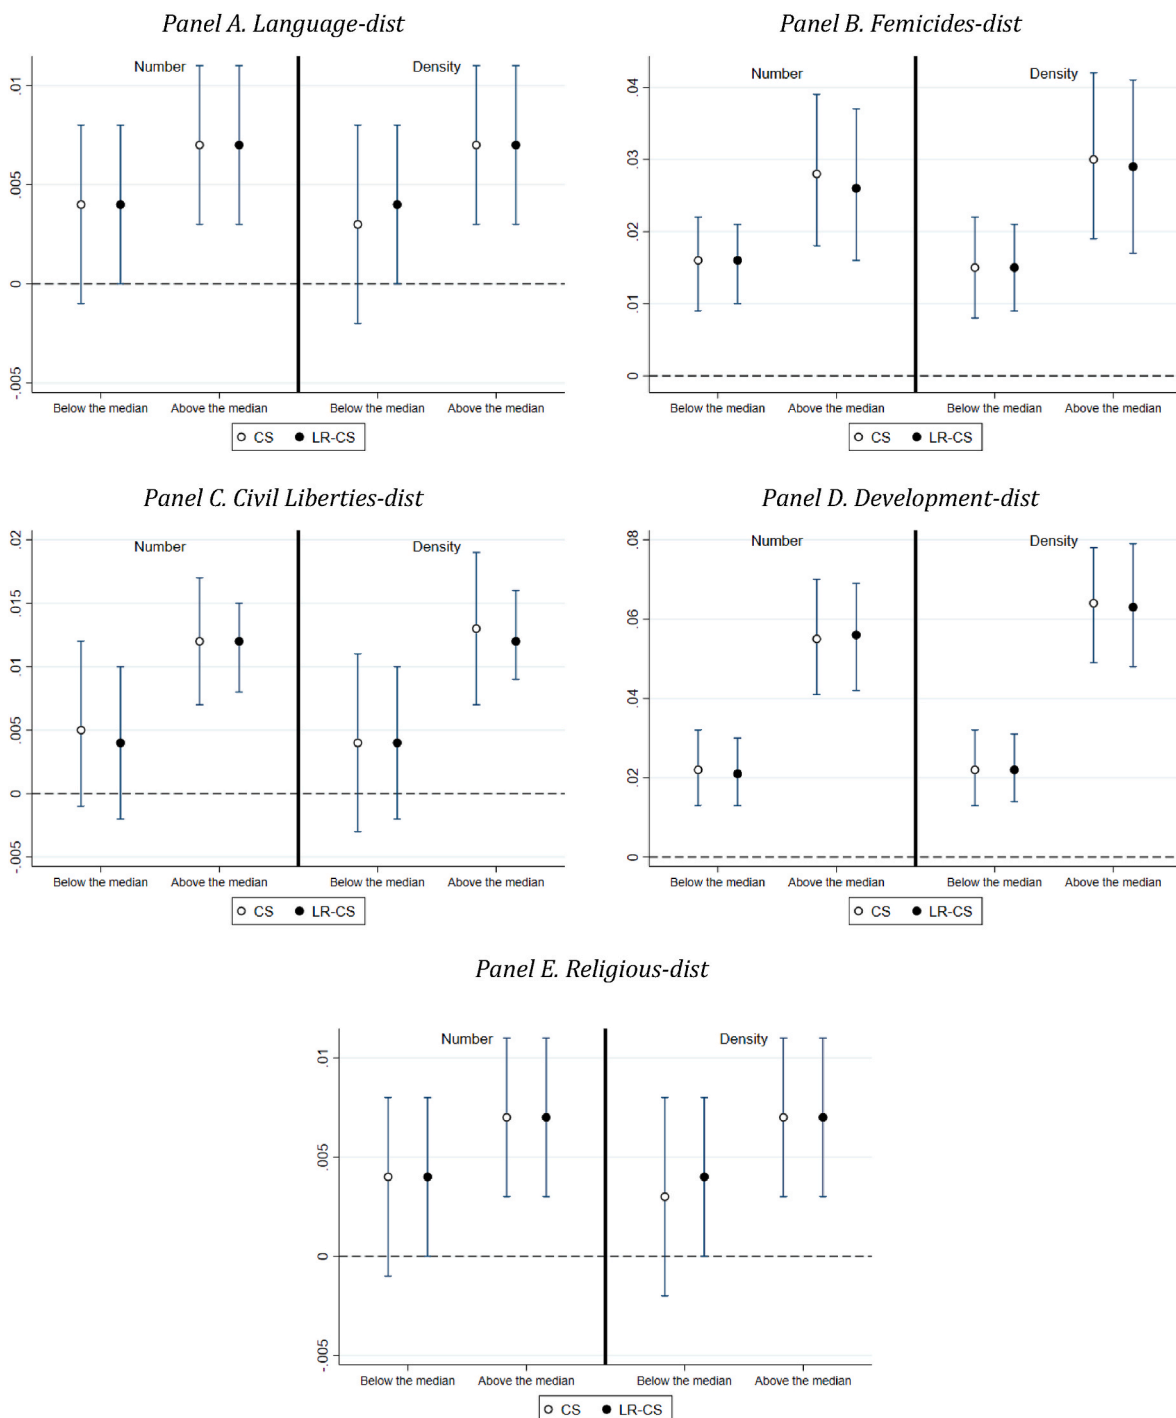 Panel A. Language-dist
Number Density
.01
.005
0
-.005
Below the median Above the median Below the median Above the median
CS LR-CS
Panel B. Femicides-dist
Number Density
.04
.03
.02
.01
0
Below the median Above the median Below the median Above the median
CS LR-CS
Panel C. Civil Liberties-dist
Number Density
.02
.015
.01
.005
0
-.005
Below the median Above the median Below the median Above the median
CS LR-CS
Panel D. Development-dist
Number Density
.08
.06
.04
.02
0
Below the median Above the median Below the median Above the median
CS LR-CS
Panel E. Religious-dist
Number Density
.01
.005
0
-.005
Below the median Above the median Below the median Above the median
CS LR-CS